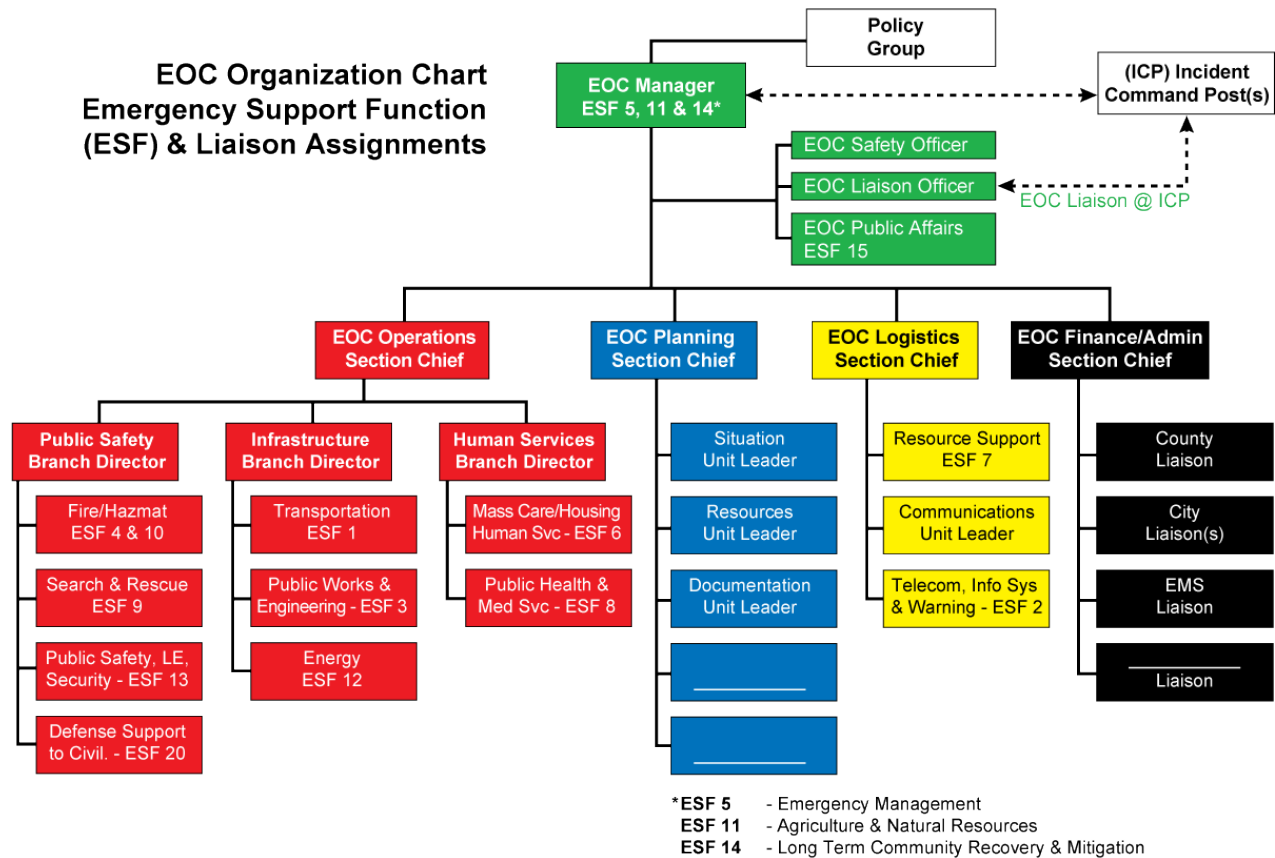 Policy
Group
EOC Organization Chart
Emergency Support Function
(ESF) & Liaison Assignments
EOC Manager
ESF 5, 11 & 14*
(ICP) Incident
Command Post(s)
EOC Safety Officer
EOC Liaison Officer
EOC Liaison @ ICP
EOC Public Affairs
ESF 15
EOC Operations
Section Chief
EOC Planning
Section Chief
EOC Logistics
Section Chief
EOC Finance/Admin
Section Chief
Public Safety
Branch Director
Infrastructure
Branch Director
Human Services
Branch Director
Fire/Hazmat
ESF 4 & 10
Search & Rescue
ESF 9
Public Safety, LE,
Security - ESF 13
Defense Support
to Civil. - ESF 20
Transportation
ESF 1
Public Works &
Engineering - ESF 3
Energy
ESF 12
Mass Care/Housing
Human Svc - ESF 6
Public Health &
Med Svc - ESF 8
Situation
Unit Leader
Resources
Unit Leader
Documentation
Unit Leader
Resource Support
ESF 7
Communications
Unit Leader
Telecom, Info Sys
& Warning - ESF 2
County
Liaison
City
Liaison(s)
EMS
Liaison
Liaison
*ESF 5 - Emergency Management
ESF 11 - Agriculture & Natural Resources
ESF 14 - Long Term Community Recovery & Mitigation